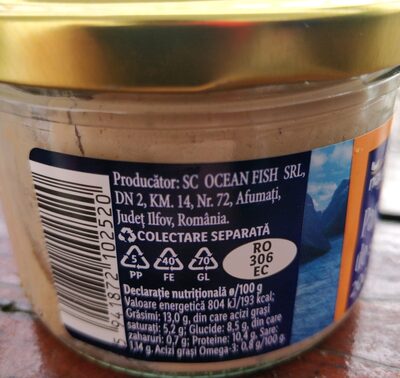 Producător: SC OCEAN FISH SRL,
DN 2, KM. 14, Nr. 72, Afumați,
Județ Ilfov, România.
COLECTARE SEPARATĂ
5 40 70
PP FE GL
RO
306
EC
Declarație nutrițională ø/100 g
Valoare energetică 804 kJ/193 kcal;
Grăsimi: 13,0 g, din care acizi grași
saturați: 5,2 g; Glucide: 8,5 g, din care
zaharuri: 0,7 g; Proteine: 10,4 g; Sare:
1,14 g. Acizi grași Omega-3: 0,8 g/100 g.
5 941872 102520